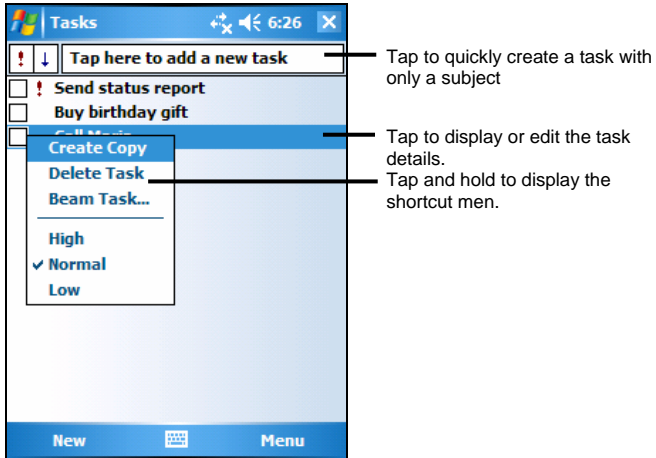 Tasks 6:26
! ↓ Tap here to add a new task
Tap to quickly create a task with
only a subject
! Send status report
Buy birthday gift
Tap to display or edit the task
details.
Create Copy
Delete Task
Tap and hold to display the
shortcut men.
Beam Task...
High
Normal
Low
New Menu